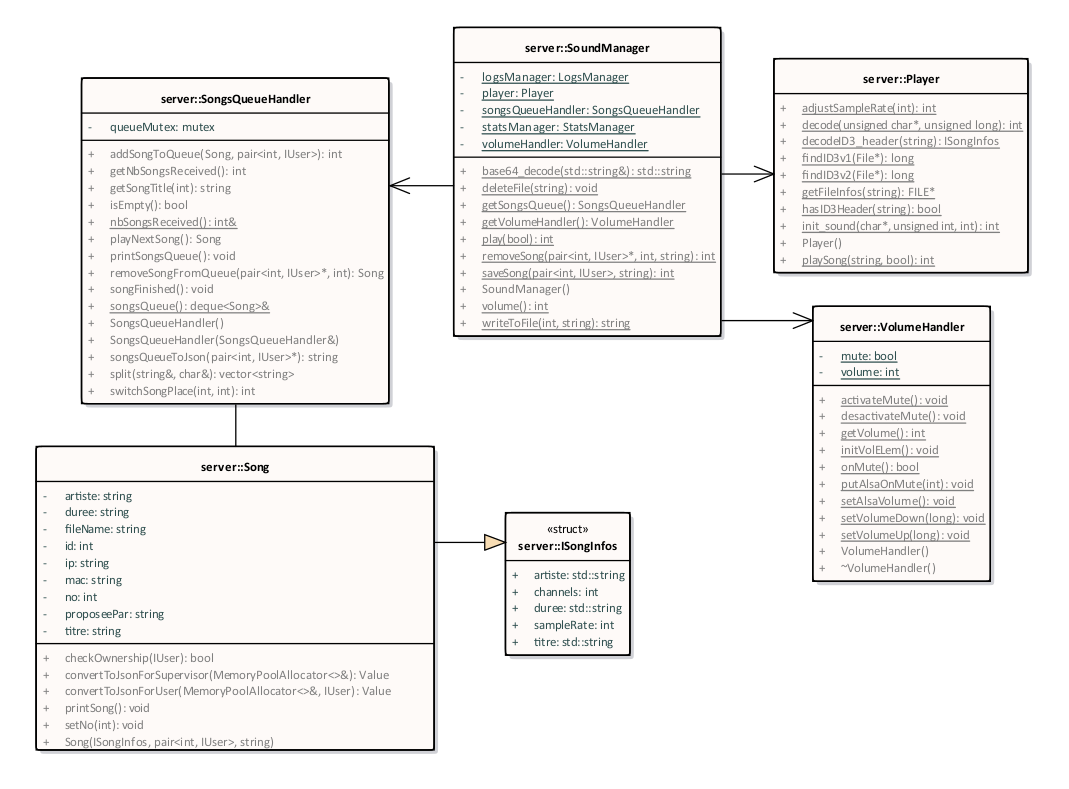 server::SoundManager
- logsManager: LogsManager
- player: Player
- songsQueueHandler: SongsQueueHandler
- statsManager: StatsManager
- volumeHandler: VolumeHandler
+ base64_decode(std::string&): std::string
+ deleteFile(string): void
+ getSongsQueue(): SongsQueueHandler
+ getVolumeHandler(): VolumeHandler
+ play(bool): int
+ removeSong(pair<int, IUser>*, int, string): int
+ saveSong(pair<int, IUser>, string): int
+ SoundManager()
+ volume(): int
+ writeToFile(int, string): string
server::Player
+ adjustSampleRate(int): int
+ decode(unsigned char*, unsigned long): int
+ decodeID3_header(string): ISongInfos
+ findID3v1(File*): long
+ findID3v2(File*): long
+ getFileInfos(string): FILE*
+ hasID3Header(string): bool
+ init_sound(char*, unsigned int, int): int
+ Player()
+ playSong(string, bool): int
server::SongsQueueHandler
- queueMutex: mutex
+ addSongToQueue(Song, pair<int, IUser>): int
+ getNbSongsReceived(): int
+ getSongTitle(int): string
+ isEmpty(): bool
+ nbSongsReceived(): int&
+ playNextSong(): Song
+ printSongsQueue(): void
+ removeSongFromQueue(pair<int, IUser>*, int): Song
+ songFinished(): void
+ songsQueue(): deque<Song>&
+ SongsQueueHandler()
+ SongsQueueHandler(SongsQueueHandler&)
+ songsQueueToJson(pair<int, IUser>*): string
+ split(string&, char&): vector<string>
+ switchSongPlace(int, int): int
server::VolumeHandler
- mute: bool
- volume: int
+ activateMute(): void
+ desactivateMute(): void
+ getVolume(): int
+ initVolELem(): void
+ onMute(): bool
+ putAlsaOnMute(int): void
+ setAlsaVolume(): void
+ setVolumeDown(long): void
+ setVolumeUp(long): void
+ VolumeHandler()
+ ~VolumeHandler()
server::Song
- artiste: string
- duree: string
- fileName: string
- id: int
- ip: string
- mac: string
- no: int
- proposeePar: string
- titre: string
+ checkOwnership(IUser): bool
+ convertToJsonForSupervisor(MemoryPoolAllocator<>&): Value
+ convertToJsonForUser(MemoryPoolAllocator<>&, IUser): Value
+ printSong(): void
+ setNo(int): void
+ Song(ISongInfos, pair<int, IUser>, string)
«struct»
server::ISongInfos
+ artiste: std::string
+ channels: int
+ duree: std::string
+ sampleRate: int
+ titre: std::string